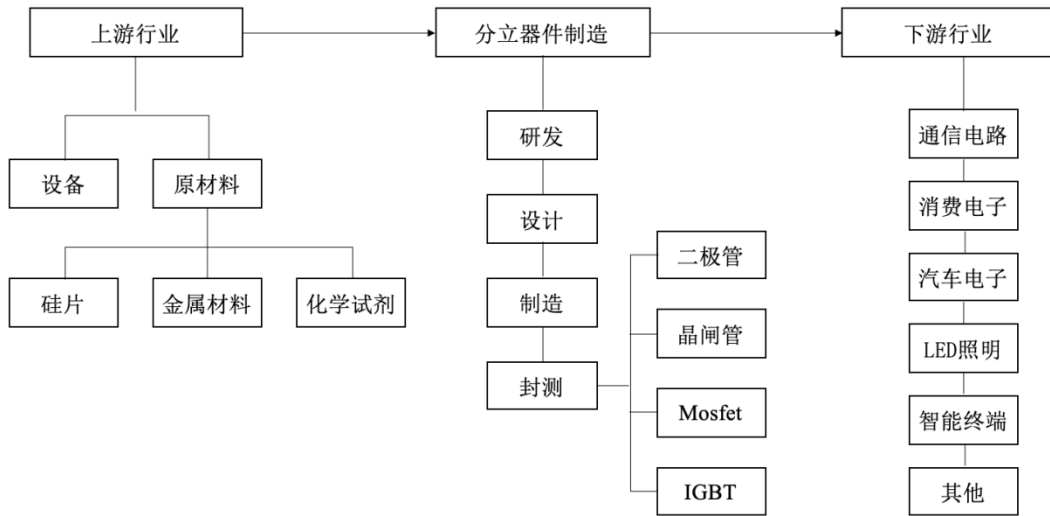 上游行业
分立器件制造
下游行业
设备
原材料
硅片
金属材料
化学试剂
研发
设计
制造
封测
二极管
晶闸管
Mosfet
IGBT
通信电路
消费电子
汽车电子
LED照明
智能终端
其他